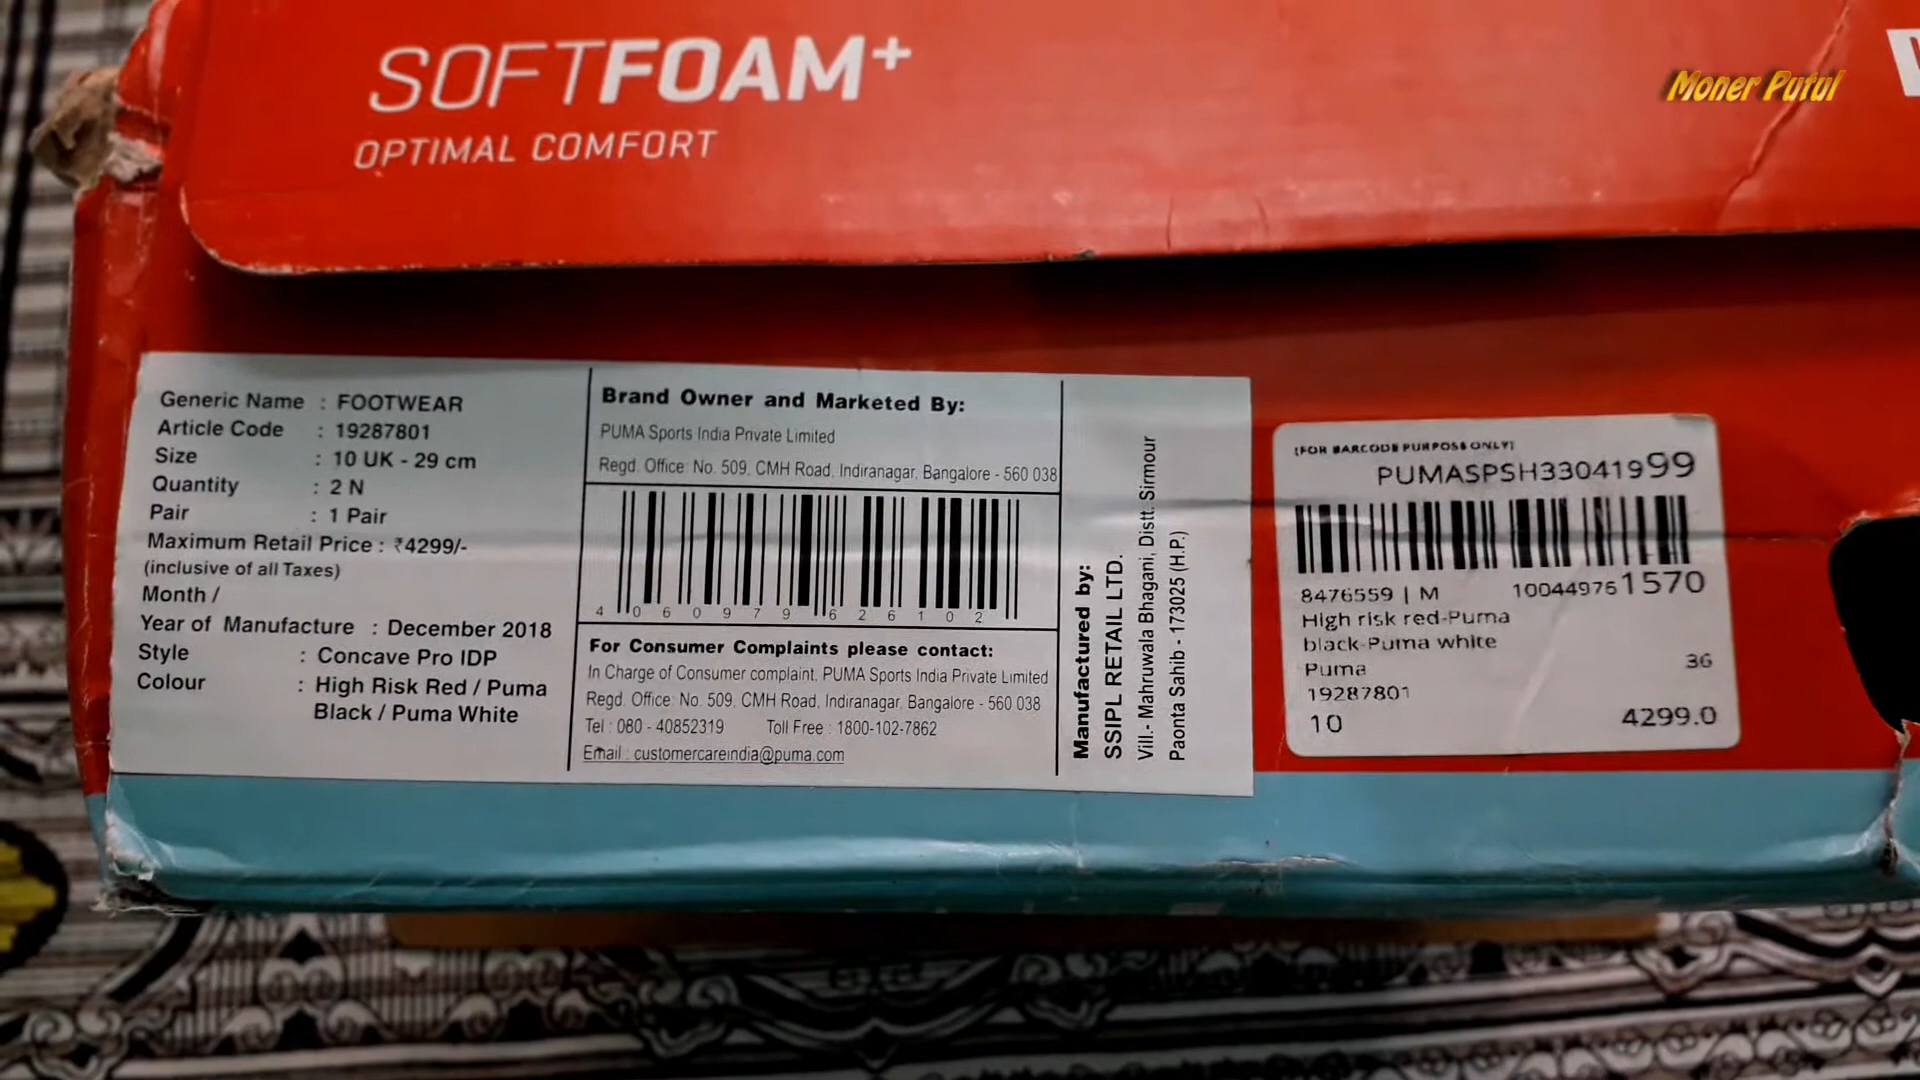 SOFTFOAM+
OPTIMAL COMFORT
Moner Putul
Generic Name : FOOTWEAR
Article Code : 19287801
Size : 10 UK - 29 cm
Quantity : 2 N
Pair : 1 Pair
Maximum Retail Price : ₹4299/-
(inclusive of all Taxes)
Month /
Year of Manufacture : December 2018
Style : Concave Pro IDP
Colour : High Risk Red / Puma
Black / Puma White
Brand Owner and Marketed By:
PUMA Sports India Private Limited
Regd. Office: No. 509, CMH Road, Indiranagar, Bangalore - 560 038
4 060979 626102
For Consumer Complaints please contact:
In Charge of Consumer complaint, PUMA Sports India Private Limited
Regd. Office: No. 509, CMH Road, Indiranagar, Bangalore - 560 038
Tel : 080 - 40852319 Toll Free : 1800-102-7862
Email : customercareindia@puma.com
Manufactured by:
SSIPL RETAIL LTD.
Vill.- Mahruwala Bhagani, Distt. Sirmour
Paonta Sahib - 173025 (H.P.)
[FOR BARCODE PURPOSE ONLY]
PUMASPSH33041999
8476559 | M 100449761570
High risk red-Puma
black-Puma white
Puma 36
19287801
10 4299.0